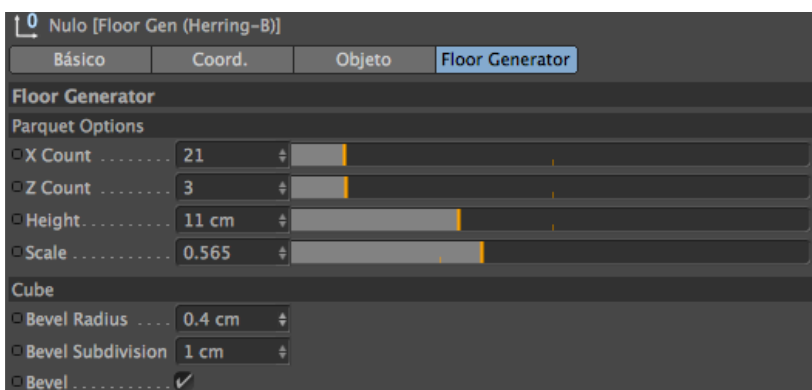 Nulo [Floor Gen (Herring-B)]
Básico Coord. Objeto Floor Generator
Floor Generator
Parquet Options
X Count ........ 21
Z Count ........ 3
Height......... 11 cm
Scale .......... 0.565
Cube
Bevel Radius .... 0.4 cm
Bevel Subdivision 1 cm
Bevel...........